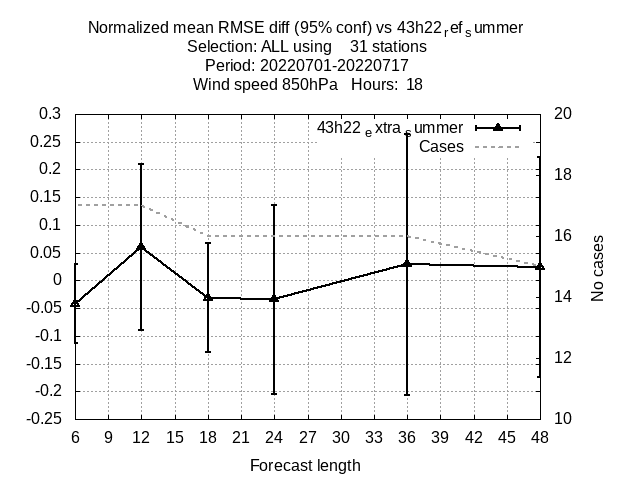 Normalized mean RMSE diff (95% conf) vs 43h22ᵣefₛummer
Selection: ALL using 31 stations
Period: 20220701-20220717
Wind speed 850hPa Hours: 18
43h22ₑxtraₛummer
Cases
0.3
0.25
0.2
0.15
0.1
0.05
0
-0.05
-0.1
-0.15
-0.2
-0.25
20
18
16
14
12
10
No cases
6 9 12 15 18 21 24 27 30 33 36 39 42 45 48
Forecast length